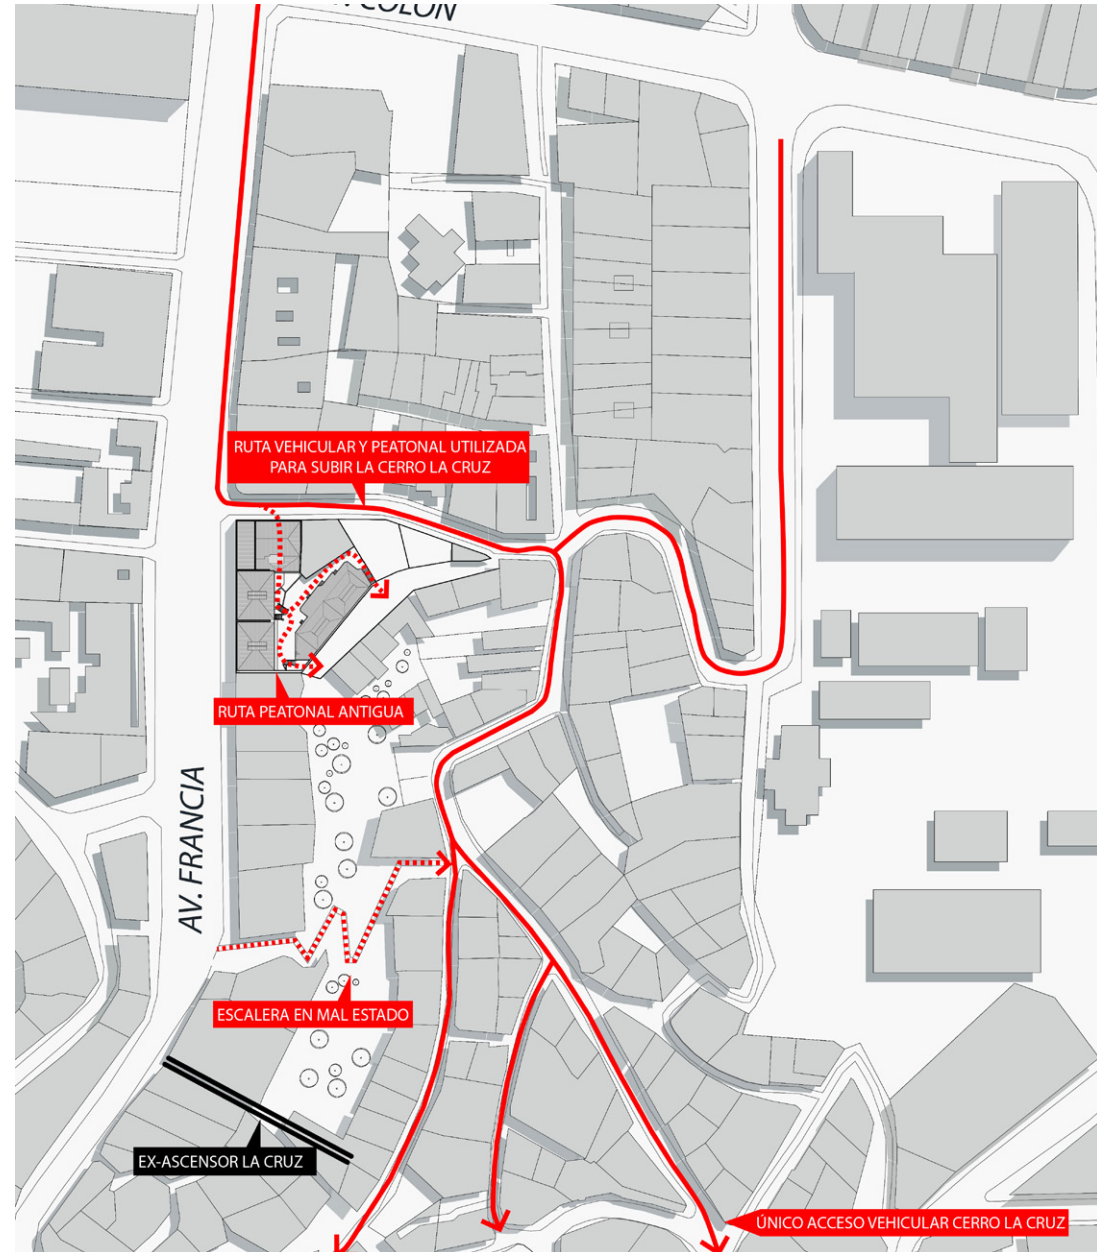 COLÓN
RUTA VEHICULAR Y PEATONAL UTILIZADA
PARA SUBIR LA CERRO LA CRUZ
RUTA PEATONAL ANTIGUA
AV. FRANCIA
ESCALERA EN MAL ESTADO
EX-ASCENSOR LA CRUZ
ÚNICO ACCESO VEHICULAR CERRO LA CRUZ